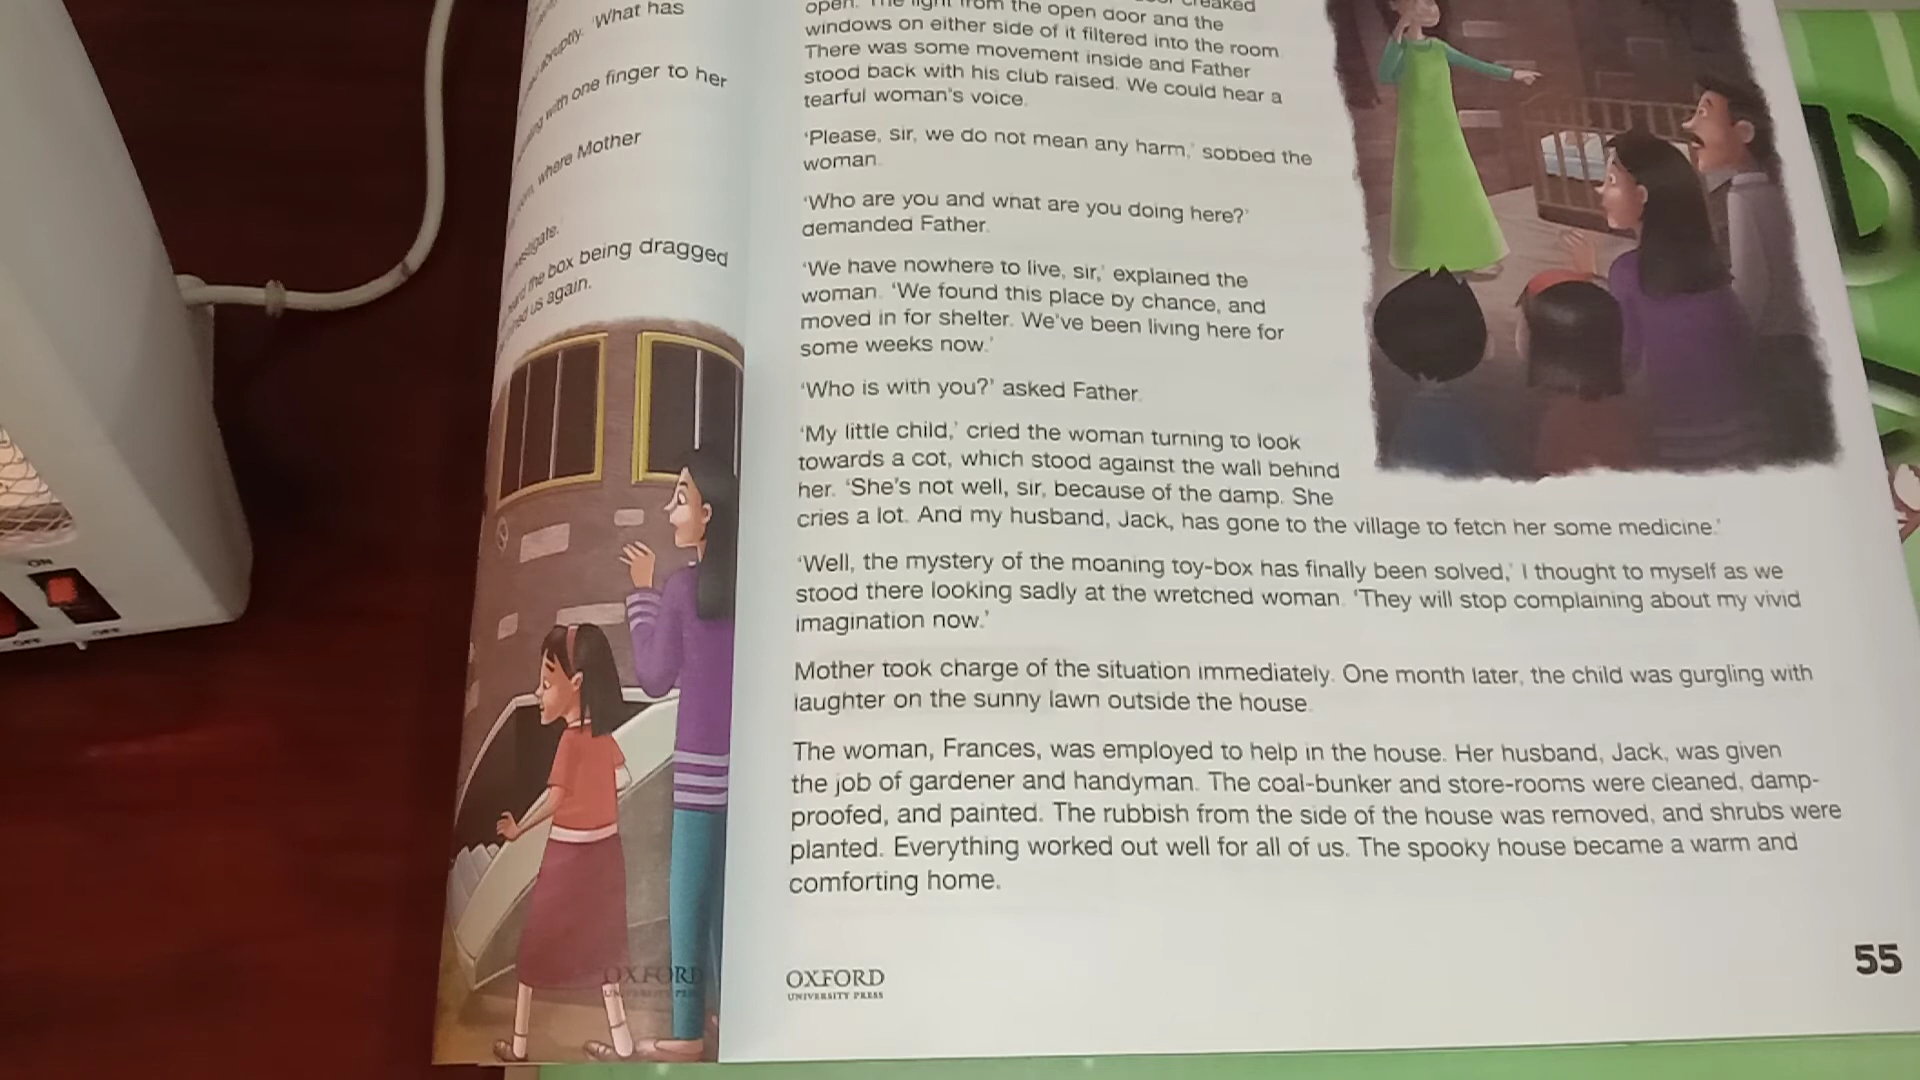 'What has
abruptly.
with one finger to her
where Mother
the box being dragged
us again.
open. The light from the open door and the
windows on either side of it filtered into the room.
There was some movement inside and Father
stood back with his club raised. We could hear a
tearful woman's voice.
'Please, sir, we do not mean any harm,' sobbed the
woman.
'Who are you and what are you doing here?'
demanded Father.
'We have nowhere to live, sir,' explained the
woman. 'We found this place by chance, and
moved in for shelter. We've been living here for
some weeks now.'
'Who is with you?' asked Father.
'My little child,' cried the woman turning to look
towards a cot, which stood against the wall behind
her. 'She's not well, sir, because of the damp. She
cries a lot. And my husband, Jack, has gone to the village to fetch her some medicine.'
'Well, the mystery of the moaning toy-box has finally been solved,' I thought to myself as we
stood there looking sadly at the wretched woman. 'They will stop complaining about my vivid
imagination now.'
Mother took charge of the situation immediately. One month later, the child was gurgling with
laughter on the sunny lawn outside the house.
The woman, Frances, was employed to help in the house. Her husband, Jack, was given
the job of gardener and handyman. The coal-bunker and store-rooms were cleaned, damp-
proofed, and painted. The rubbish from the side of the house was removed, and shrubs were
planted. Everything worked out well for all of us. The spooky house became a warm and
comforting home.
OXFORD
UNIVERSITY PRESS
OXFORD
UNIVERSITY PRESS
55
ON
OFF
OFF